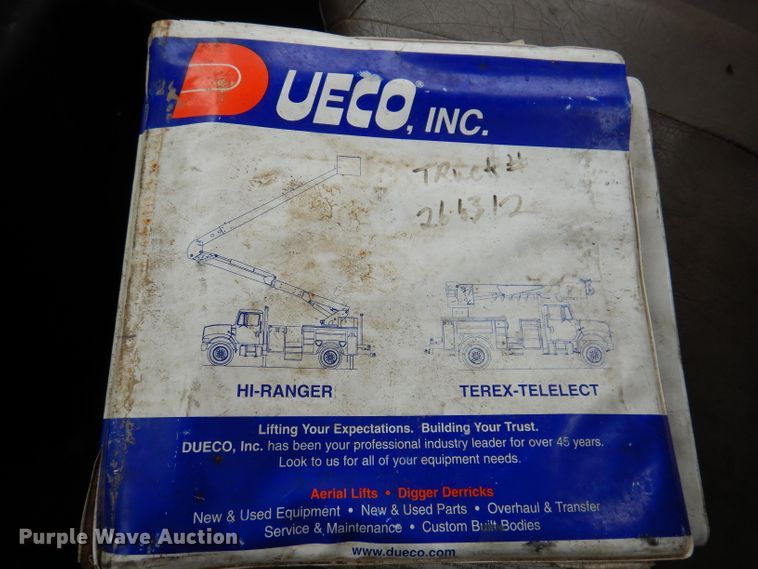 DUECO®, INC.
TRUCK #
HI-RANGER
TEREX-TELELECT
Lifting Your Expectations. Building Your Trust.
DUECO, Inc. has been your professional industry leader for over 45 years.
Look to us for all of your equipment needs.
Aerial Lifts • Digger Derricks
New & Used Equipment • New & Used Parts • Overhaul & Transfer
Service & Maintenance • Custom Built Bodies
www.dueco.com
Purple Wave Auction